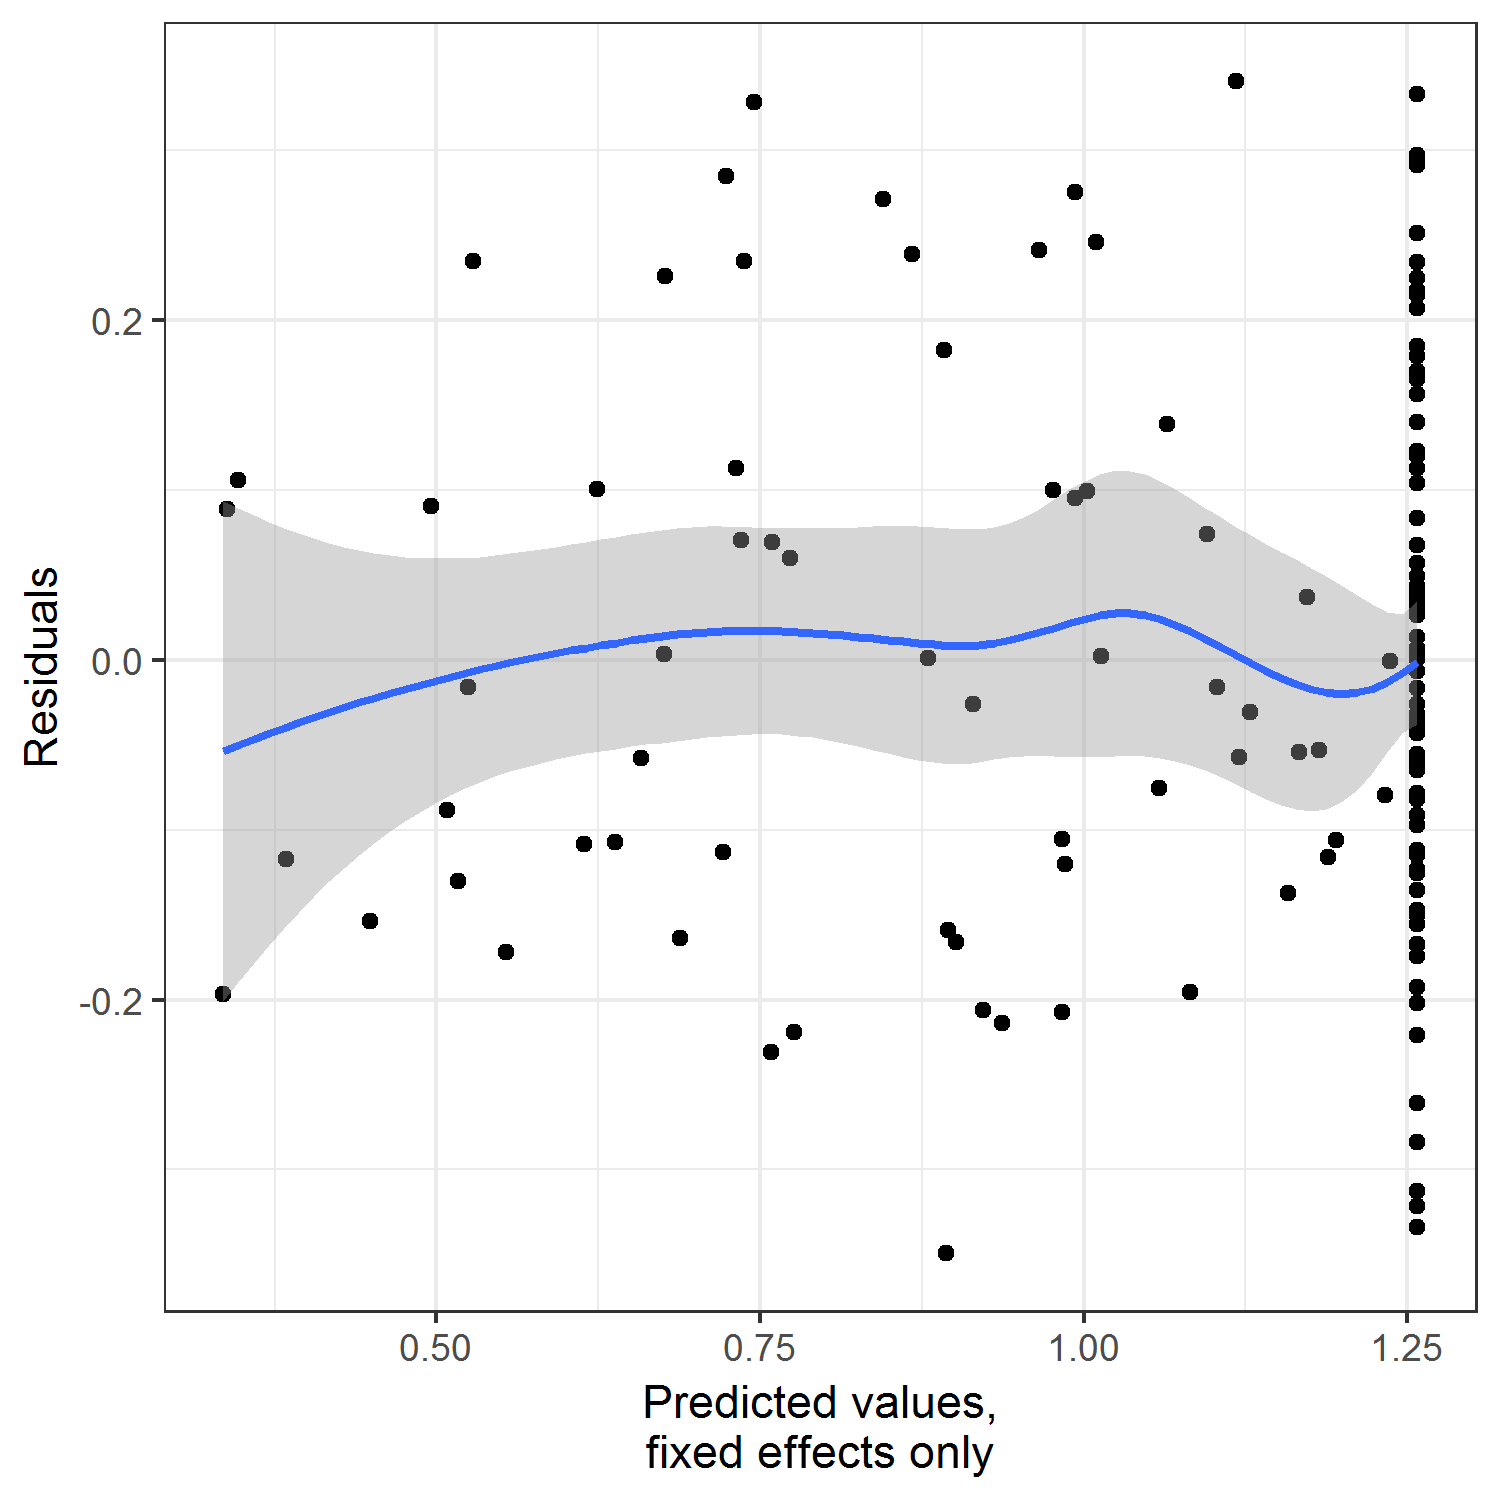 Residuals
0.2
0.0
-0.2
0.50 0.75 1.00 1.25
Predicted values,
fixed effects only